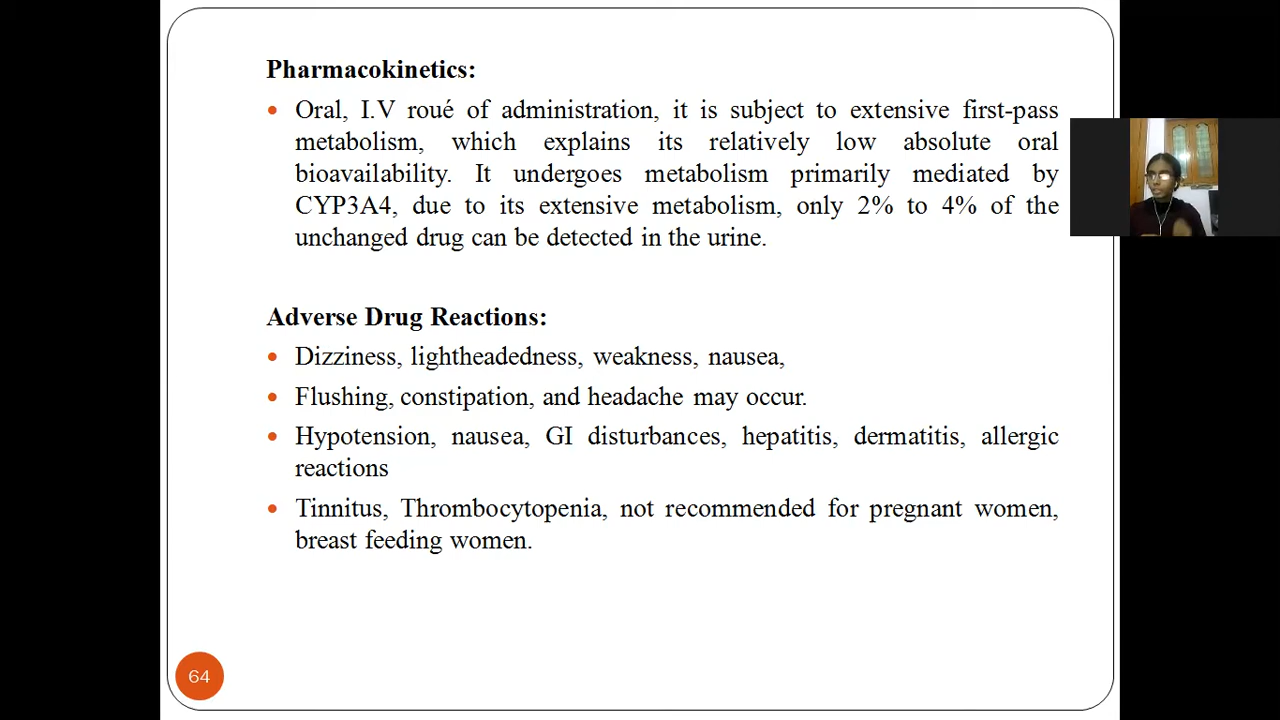 Pharmacokinetics:
• Oral, I.V roué of administration, it is subject to extensive first-pass
metabolism, which explains its relatively low absolute oral
bioavailability. It undergoes metabolism primarily mediated by
CYP3A4, due to its extensive metabolism, only 2% to 4% of the
unchanged drug can be detected in the urine.
Adverse Drug Reactions:
• Dizziness, lightheadedness, weakness, nausea,
• Flushing, constipation, and headache may occur.
• Hypotension, nausea, GI disturbances, hepatitis, dermatitis, allergic
reactions
• Tinnitus, Thrombocytopenia, not recommended for pregnant women,
breast feeding women.
64